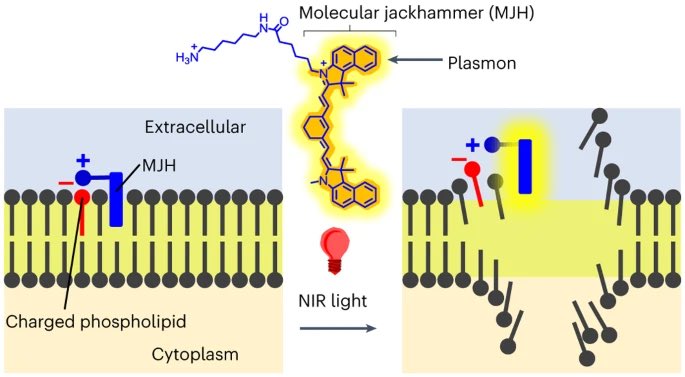 Molecular jackhammer (MJH)
H
N
O
H₃N
+
N
+
Plasmon
N
Extracellular
+
MJH
−
+
−
NIR light
Charged phospholipid
Cytoplasm